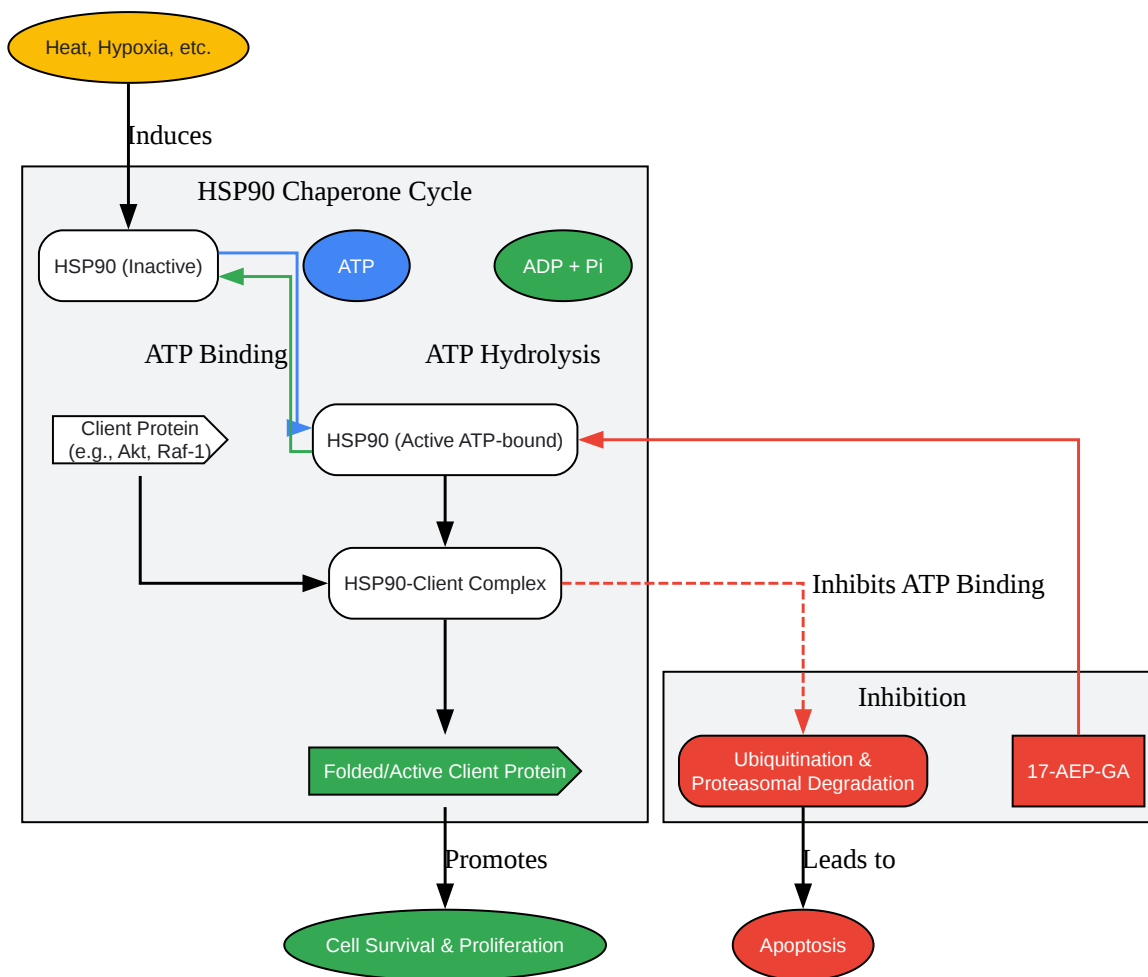 Heat, Hypoxia, etc.
Induces
HSP90 Chaperone Cycle
HSP90 (Inactive)
ATP
ADP + Pi
ATP Binding
ATP Hydrolysis
Client Protein
(e.g., Akt, Raf-1)
HSP90 (Active ATP-bound)
HSP90-Client Complex
Inhibits ATP Binding
Inhibition
Folded/Active Client Protein
Ubiquitination &
Proteasomal Degradation
17-AEP-GA
Promotes
Leads to
Cell Survival & Proliferation
Apoptosis